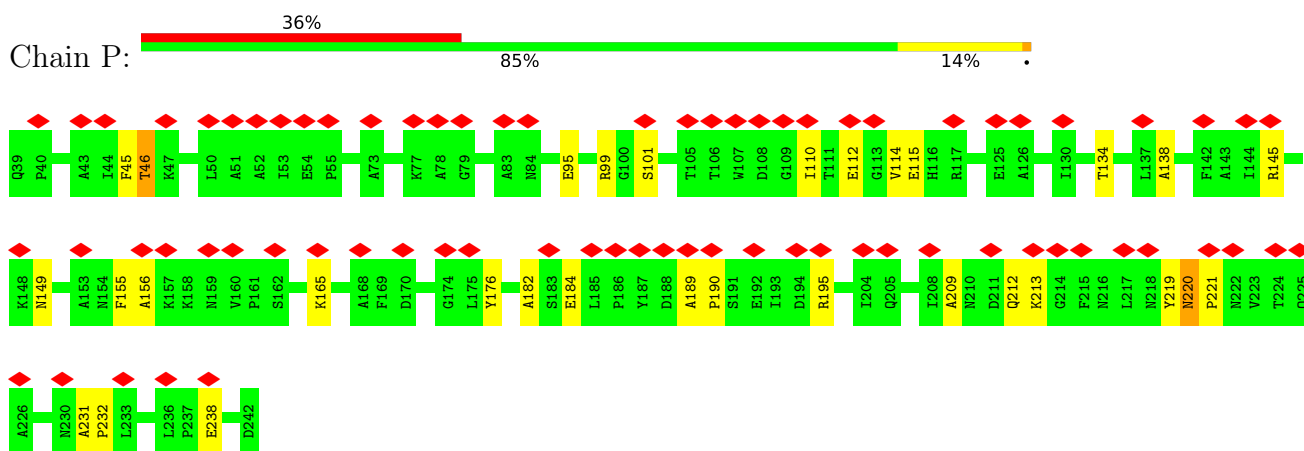 36%
Chain P:
85% 14% •
Q39 P40 A43 I44 F45 T46 K47 L50 A51 A52 I53 E54 P55 A73 K77 A78 G79 A83 N84 E95 R99 G100 S101 T105 T106 W107 D108 G109 I110 T111 E112 G113 V114 E115 H116 R117 E125 A126 I130 T134 L137 A138 F142 A143 I144 R145
K148 N149 A153 N154 F155 A156 K157 K158 N159 V160 P161 S162 K165 A168 F169 D170 G174 L175 Y176 A182 S183 E184 L185 P186 Y187 D188 A189 P190 S191 E192 I193 D194 R195 I204 Q205 I208 A209 N210 D211 Q212 K213 G214 F215 N216 L217 N218 Y219 N220 P221 N222 V223 T224 D225
A226 N230 A231 P232 L233 L236 P237 E238 D242